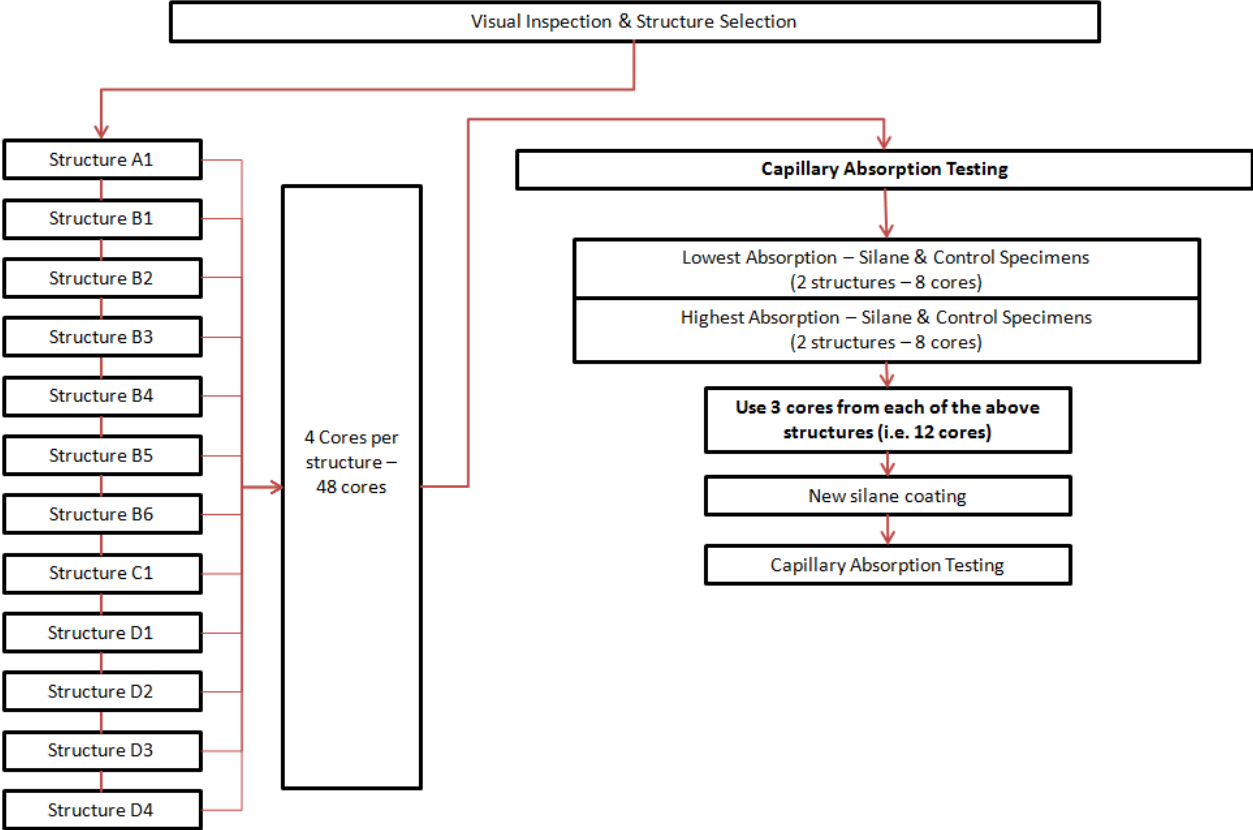 Visual Inspection & Structure Selection
Structure A1
Structure B1
Structure B2
Structure B3
Structure B4
Structure B5
Structure B6
Structure C1
Structure D1
Structure D2
Structure D3
Structure D4
4 Cores per
structure –
48 cores
Capillary Absorption Testing
Lowest Absorption – Silane & Control Specimens
(2 structures – 8 cores)
Highest Absorption – Silane & Control Specimens
(2 structures – 8 cores)
Use 3 cores from each of the above
structures (i.e. 12 cores)
New silane coating
Capillary Absorption Testing